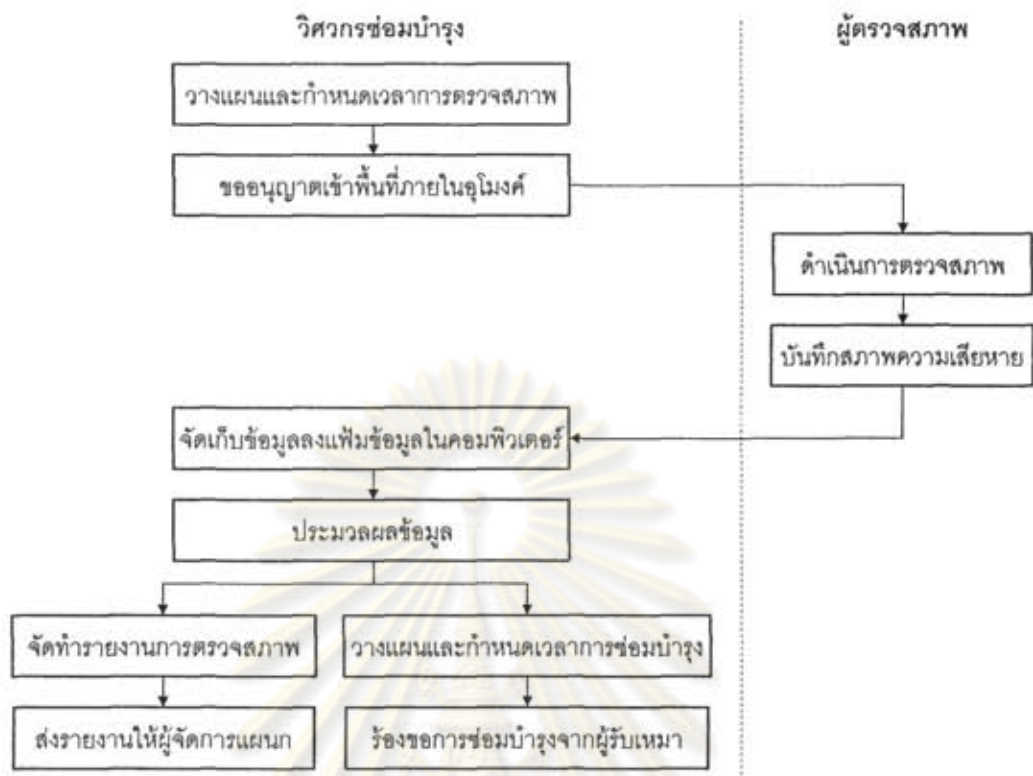 วิศวกรซ่อมบำรุง
ผู้ตรวจสภาพ
วางแผนและกำหนดเวลาการตรวจสภาพ
ขออนุญาตเข้าพื้นที่ภายในอุโมงค์
ดำเนินการตรวจสภาพ
บันทึกสภาพความเสียหาย
จัดเก็บข้อมูลลงแฟ้มข้อมูลในคอมพิวเตอร์
ประมวลผลข้อมูล
จัดทำรายงานการตรวจสภาพ
วางแผนและกำหนดเวลาการซ่อมบำรุง
ส่งรายงานให้ผู้จัดการแผนก
ร้องขอการซ่อมบำรุงจากผู้รับเหมา